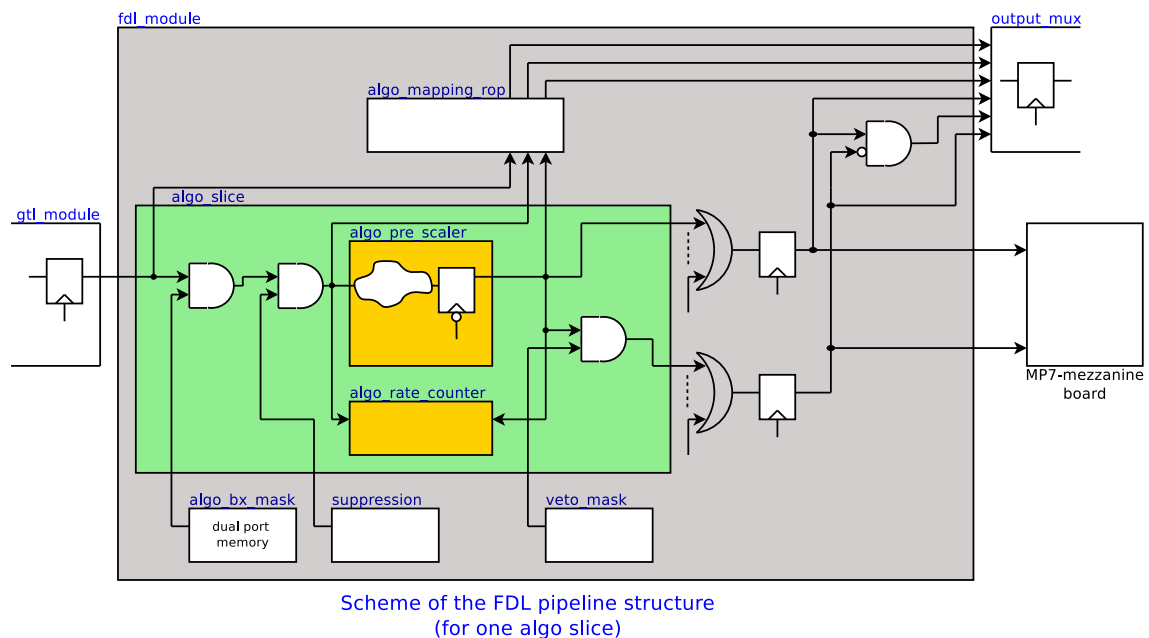 fdl_module
output_mux
algo_mapping_rop
algo_slice
gtl_module
algo_pre_scaler
MP7-mezzanine
board
algo_rate_counter
algo_bx_mask
suppression
veto_mask
dual port
memory
Scheme of the FDL pipeline structure
(for one algo slice)